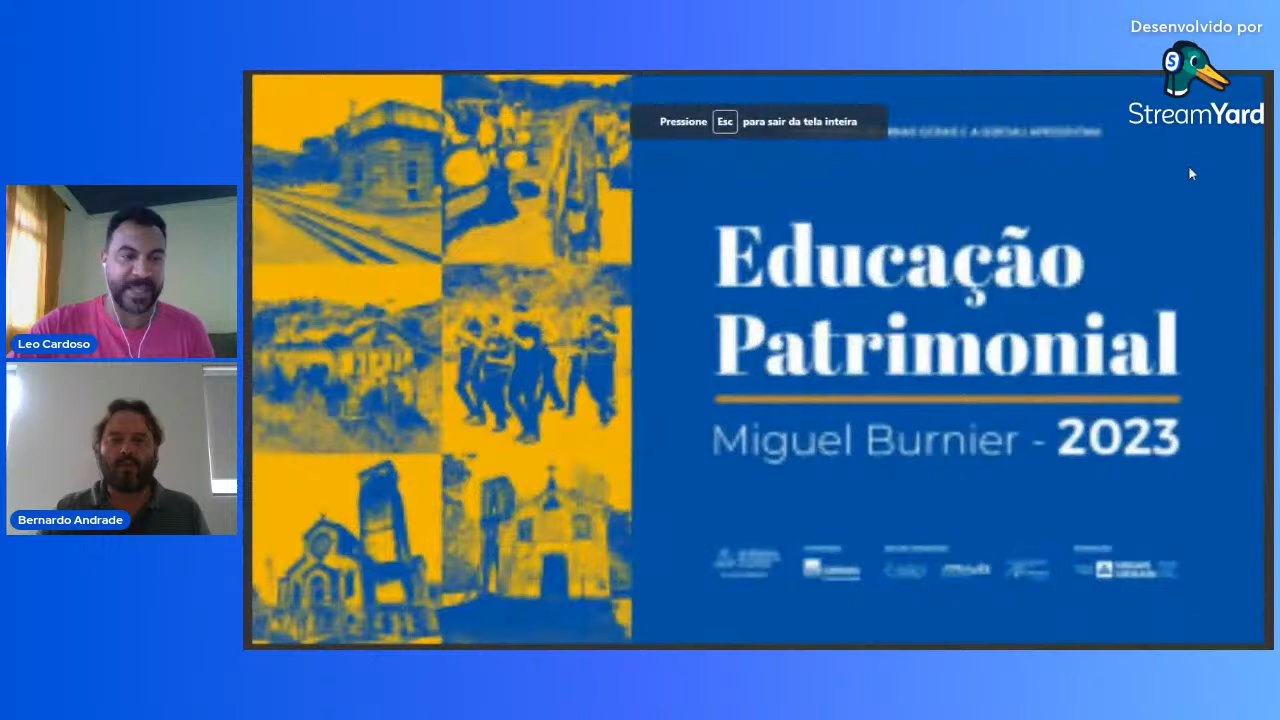 Desenvolvido por
StreamYard
Pressione Esc para sair da tela inteira
Educação
Patrimonial
Miguel Burnier - 2023
Leo Cardoso
Bernardo Andrade